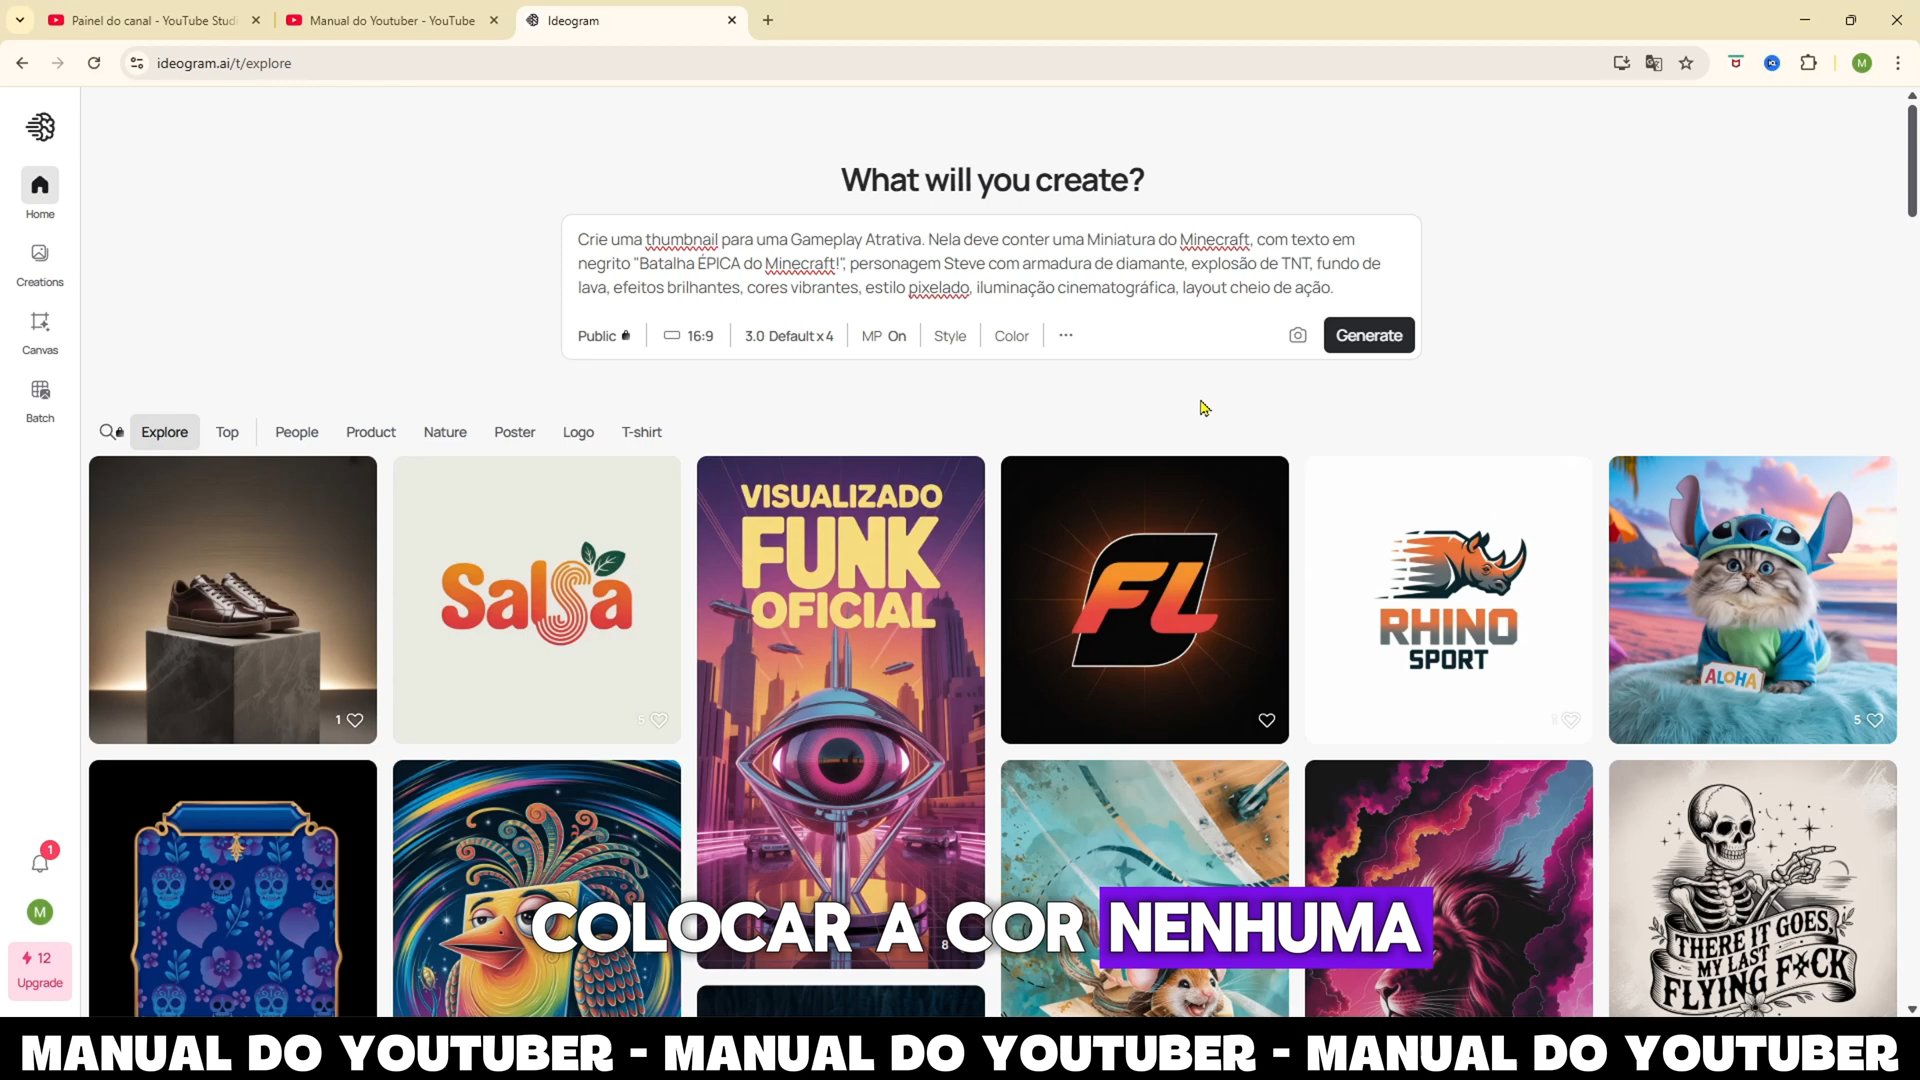 Painel do canal - YouTube Stud
Manual do Youtuber - YouTube
Ideogram
ideogram.ai/t/explore
M
Home
Creations
Canvas
Batch
1
M
12
Upgrade
What will you create?
Crie uma thumbnail para uma Gameplay Atrativa. Nela deve conter uma Miniatura do Minecraft, com texto em
negrito "Batalha ÉPICA do Minecraft!", personagem Steve com armadura de diamante, explosão de TNT, fundo de
lava, efeitos brilhantes, cores vibrantes, estilo pixelado, iluminação cinematográfica, layout cheio de ação.
Public
16:9
3.0 Default x 4
MP On
Style
Color
Generate
Explore
Top
People
Product
Nature
Poster
Logo
T-shirt
1
Salsa
5
VISUALIZADO
FUNK
OFICIAL
8
FL
RHINO
SPORT
ALOHA
5
THERE IT GOES,
MY LAST
FLYING F*CK
COLOCAR A COR NENHUMA
MANUAL DO YOUTUBER - MANUAL DO YOUTUBER - MANUAL DO YOUTUBER